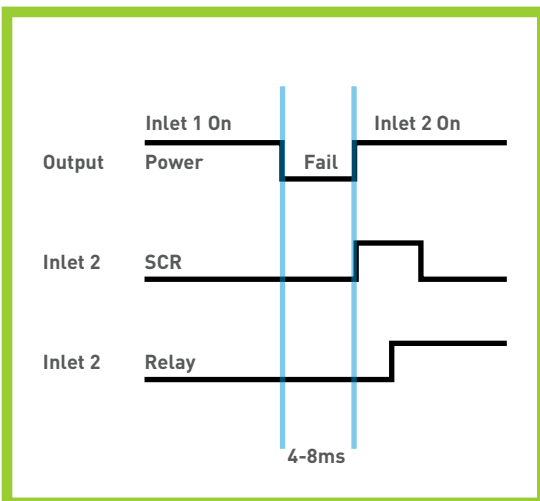 Inlet 1 On Inlet 2 On
Output Power Fail
Inlet 2 SCR
Inlet 2 Relay
4-8ms